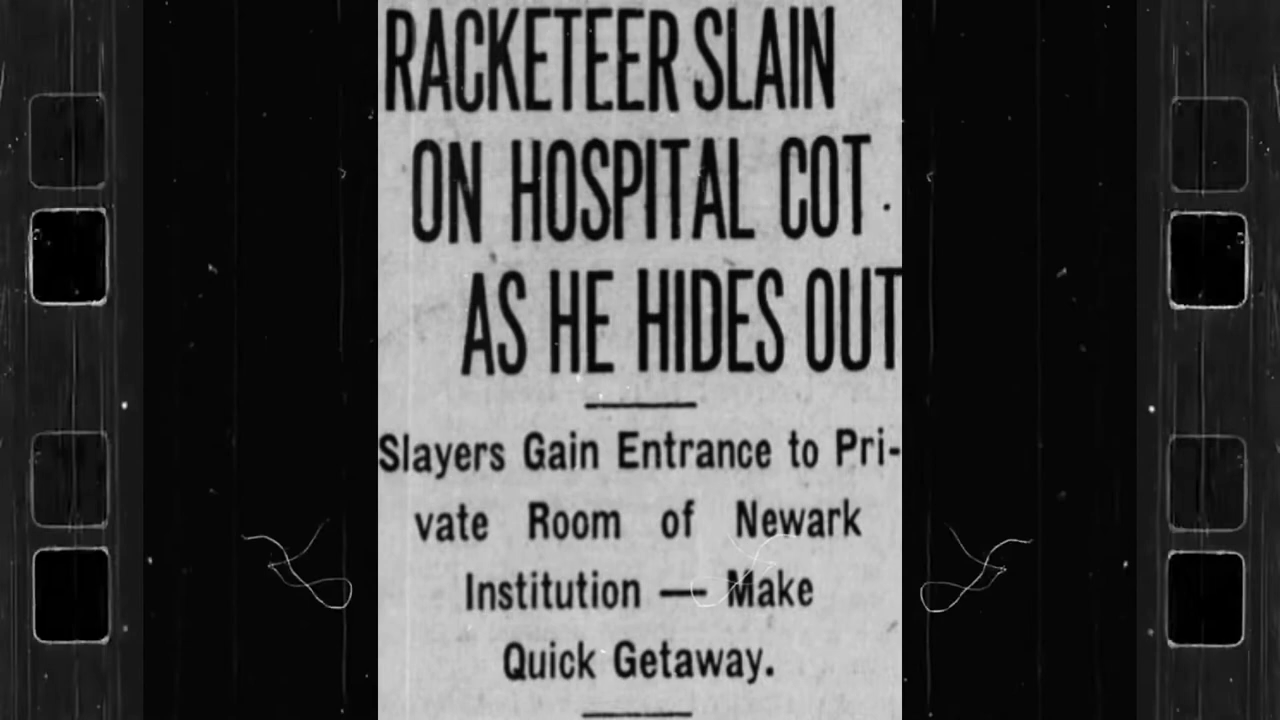 RACKETEER SLAIN
ON HOSPITAL COT
AS HE HIDES OUT
Slayers Gain Entrance to Pri-
vate Room of Newark
Institution — Make
Quick Getaway.